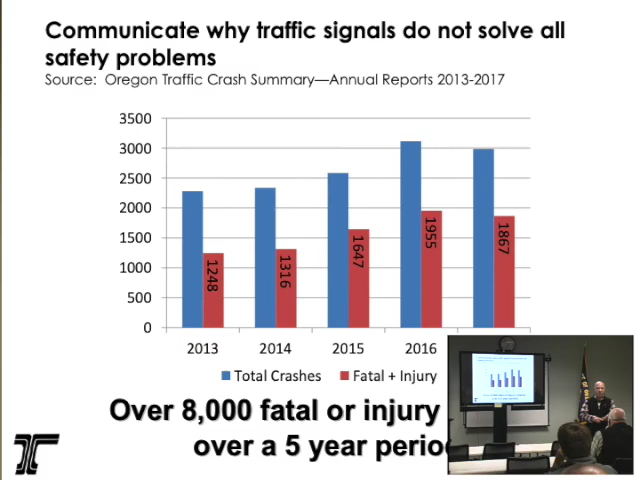 Communicate why traffic signals do not solve all
safety problems
Source: Oregon Traffic Crash Summary—Annual Reports 2013-2017
3500
3000
2500
2000
1500
1000
500
0
1248
1316
1647
1955
1867
2013
2014
2015
2016
Total Crashes
Fatal + Injury
Over 8,000 fatal or injury
over a 5 year